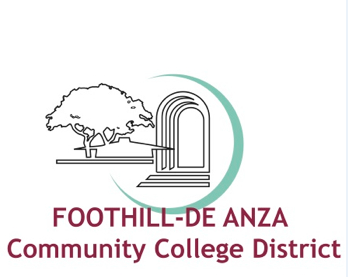 FOOTHILL-DE ANZA
Community College District